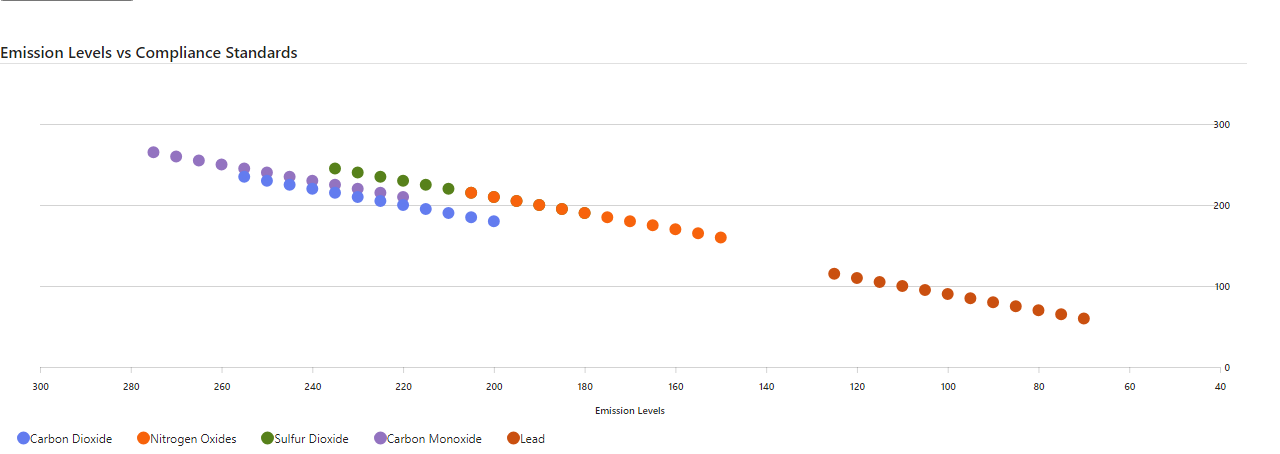 Emission Levels vs Compliance Standards
300
200
100
0
300 280 260 240 220 200 180 160 140 120 100 80 60 40
Emission Levels
Carbon Dioxide Nitrogen Oxides Sulfur Dioxide Carbon Monoxide Lead